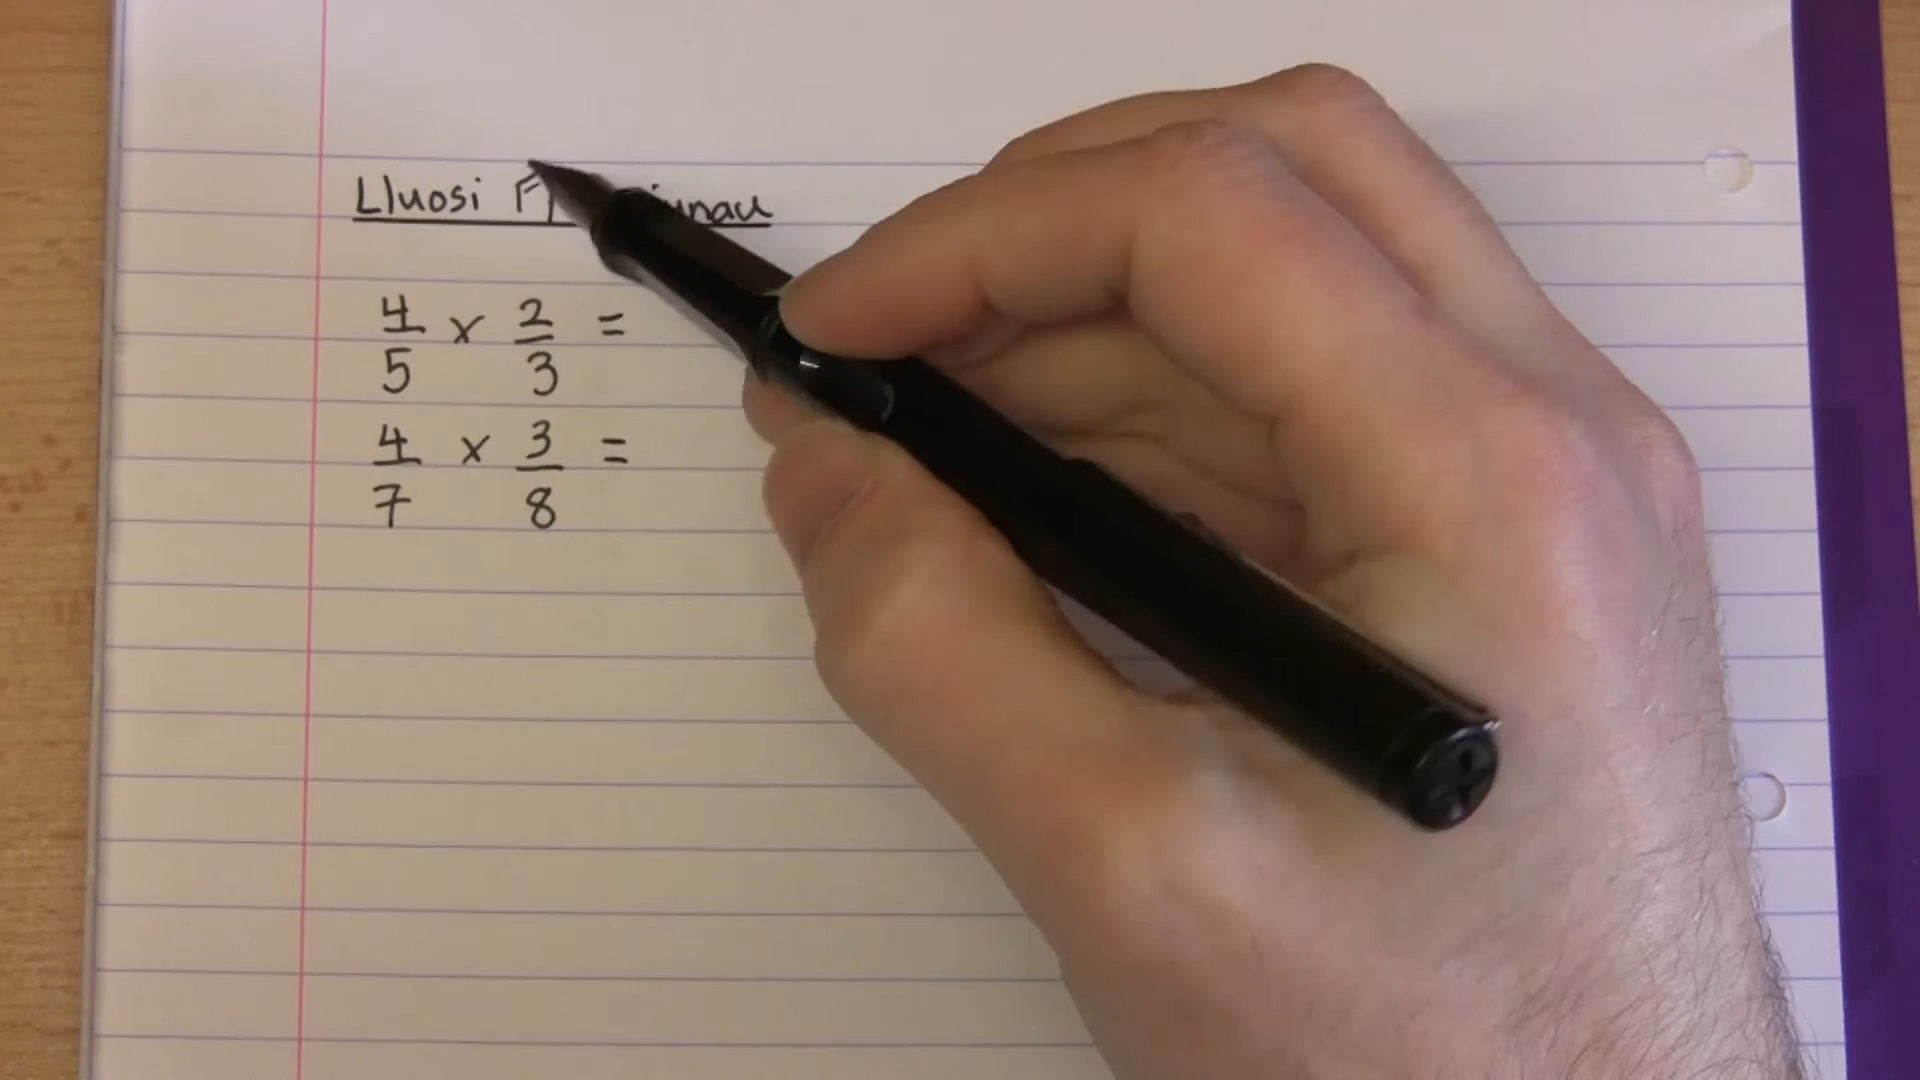 Lluosi
4/5 x 2/3 =
4/7 x 3/8 =